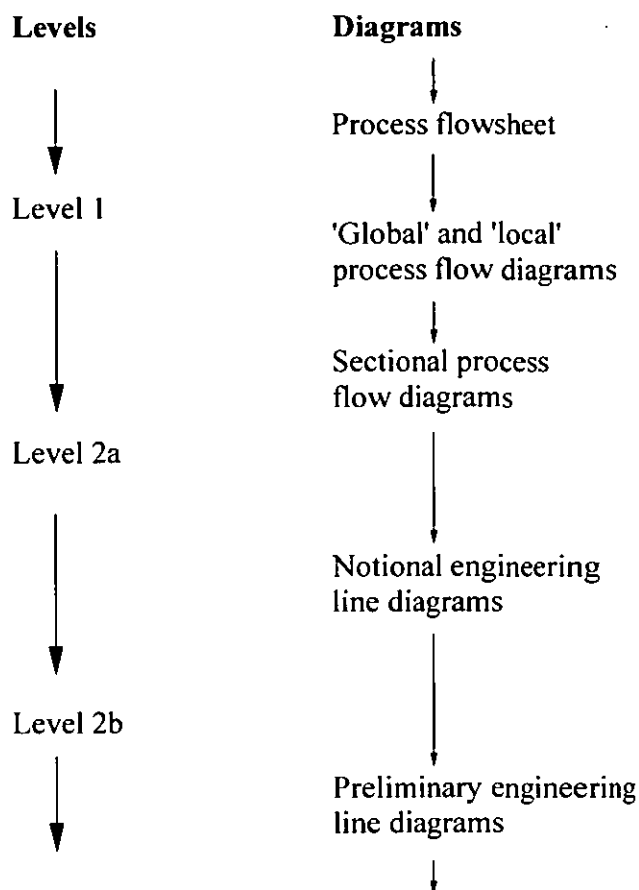 Levels
Diagrams
Process flowsheet
Level 1
'Global' and 'local'
process flow diagrams
Sectional process
flow diagrams
Level 2a
Notional engineering
line diagrams
Level 2b
Preliminary engineering
line diagrams